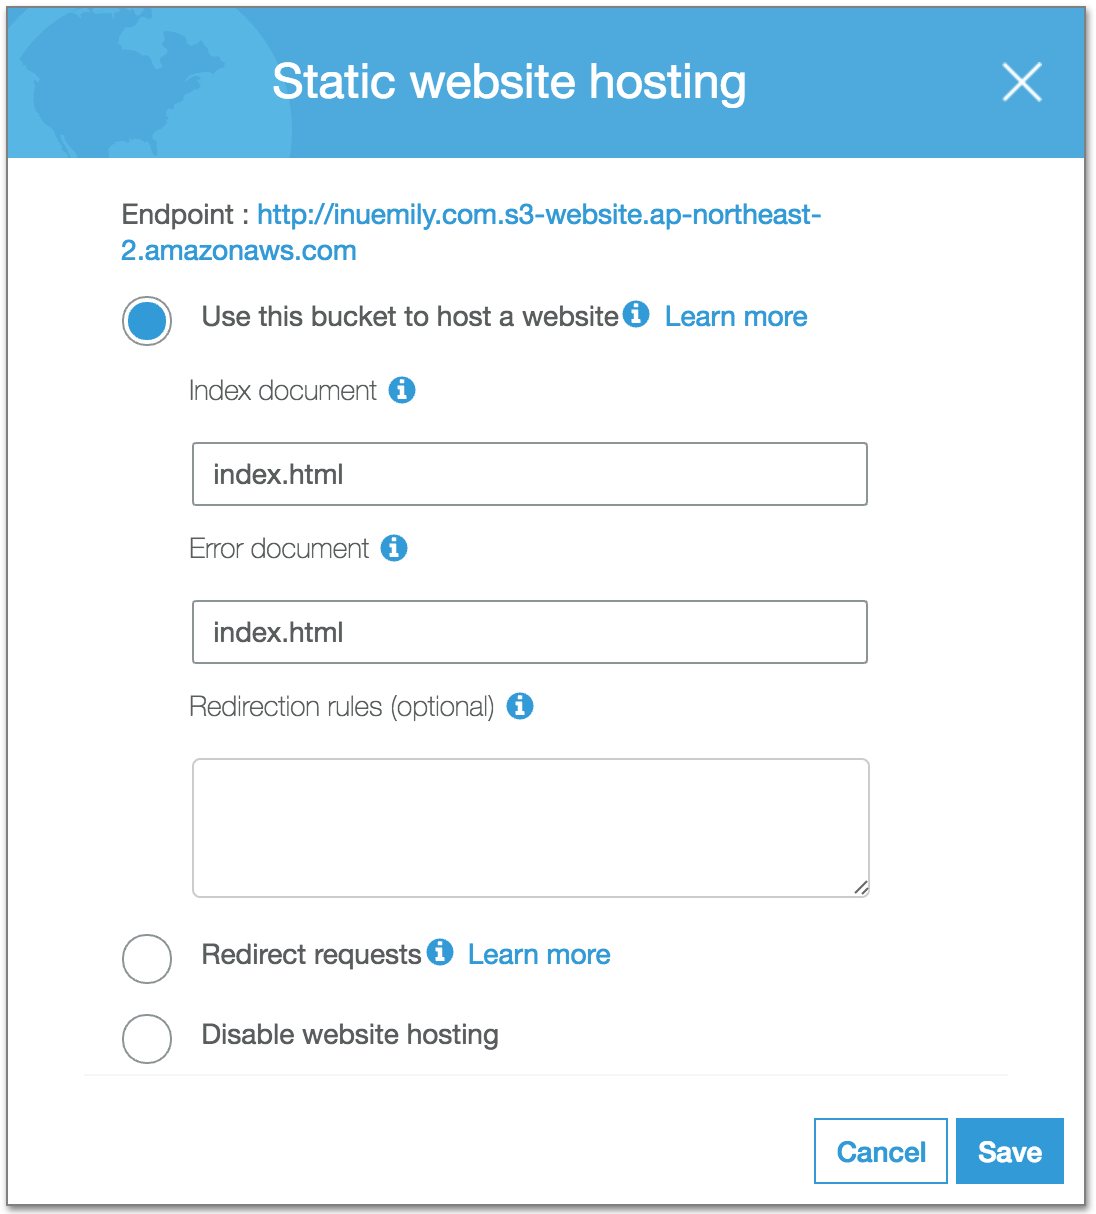 Static website hosting
Endpoint : http://inuemily.com.s3-website.ap-northeast-
2.amazonaws.com
Use this bucket to host a website Learn more
Index document
index.html
Error document
index.html
Redirection rules (optional)
Redirect requests Learn more
Disable website hosting
Cancel Save